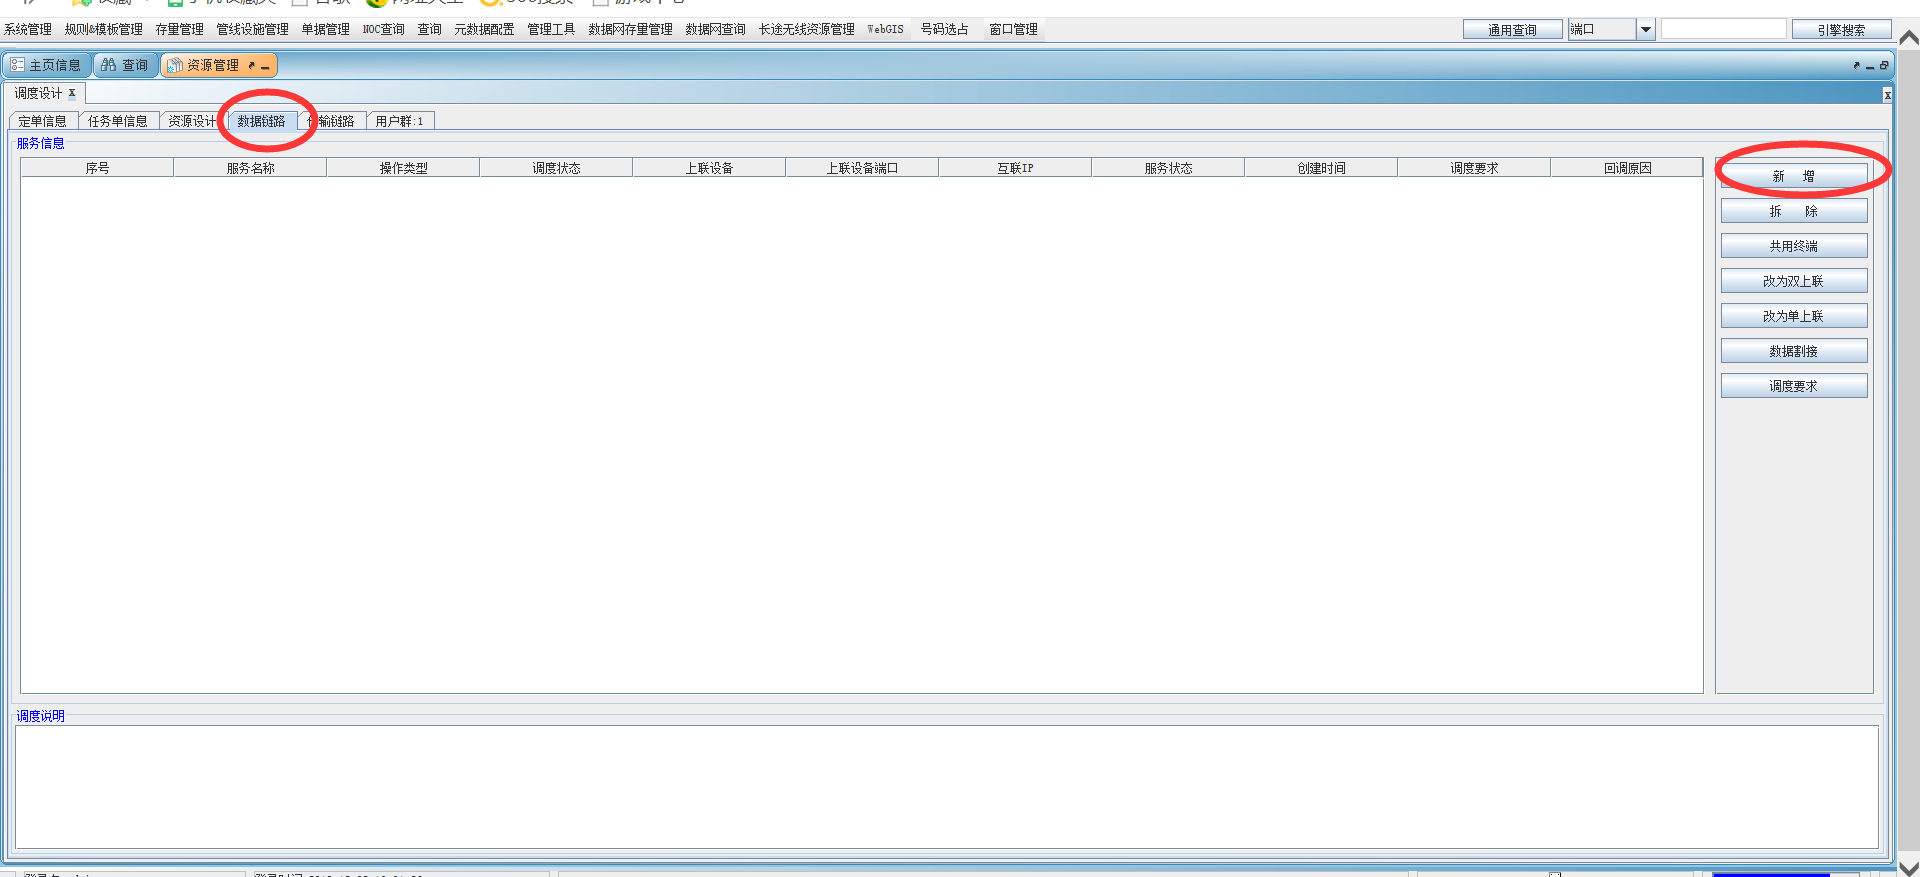 系统管理 规则&模板管理 存量管理 管线设施管理 单据管理 NOC查询 查询 元数据配置 管理工具 数据网存量管理 数据网查询 长途无线资源管理 WebGIS 号码选占 窗口管理 通用查询 端口 引擎搜索
主页信息 查询 资源管理
调度设计 X
定单信息 任务单信息 资源设计 数据链路 传输链路 用户群:1
服务信息
序号 服务名称 操作类型 调度状态 上联设备 上联设备端口 互联IP 服务状态 创建时间 调度要求 回调原因
新 增
拆 除
共用终端
改为双上联
改为单上联
数据割接
调度要求
调度说明